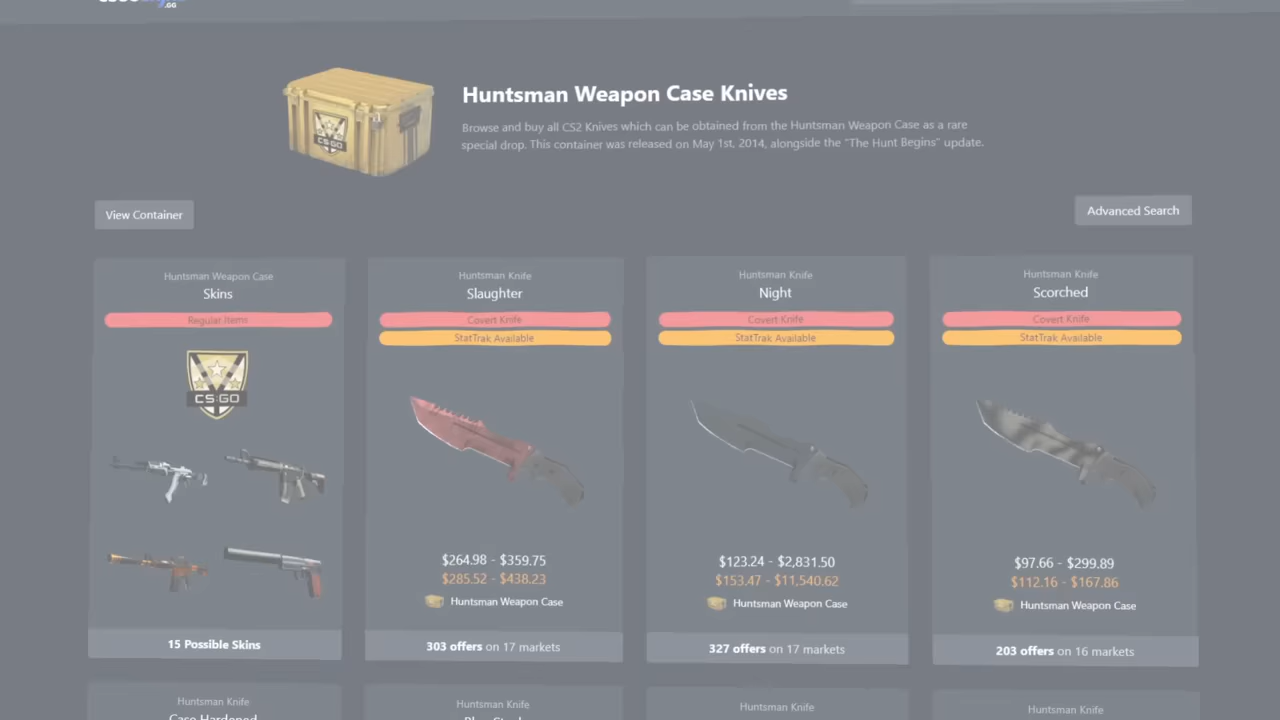 .GG
Huntsman Weapon Case Knives
Browse and buy all CS2 Knives which can be obtained from the Huntsman Weapon Case as a rare
special drop. This container was released on May 1st, 2014, alongside the "The Hunt Begins" update.
CS:GO
View Container
Advanced Search
Huntsman Weapon Case
Skins
Regular Items
CS:GO
15 Possible Skins
Huntsman Knife
Slaughter
Covert Knife
StatTrak Available
$264.98 - $359.75
$285.52 - $438.23
Huntsman Weapon Case
303 offers on 17 markets
Huntsman Knife
Night
Covert Knife
StatTrak Available
$123.24 - $2,831.50
$153.47 - $11,540.62
Huntsman Weapon Case
327 offers on 17 markets
Huntsman Knife
Scorched
Covert Knife
StatTrak Available
$97.66 - $299.89
$112.16 - $167.86
Huntsman Weapon Case
203 offers on 16 markets
Huntsman Knife
Case Hardened
Huntsman Knife
Huntsman Knife
Huntsman Knife